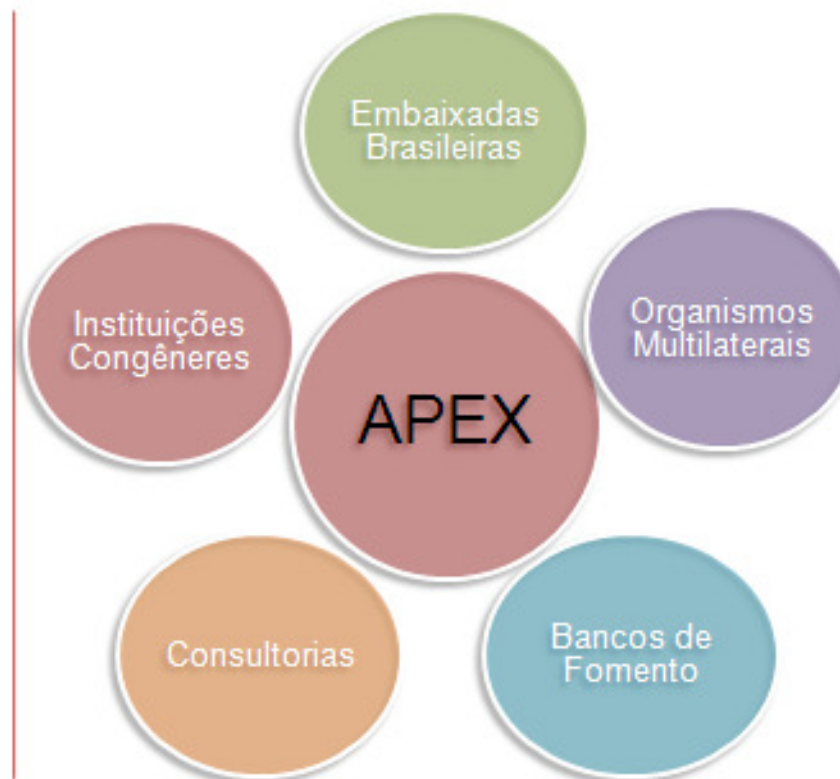 Embaixadas
Brasileiras
Instituições
Congêneres
Organismos
Multilaterais
APEX
Consultorias
Bancos de
Fomento